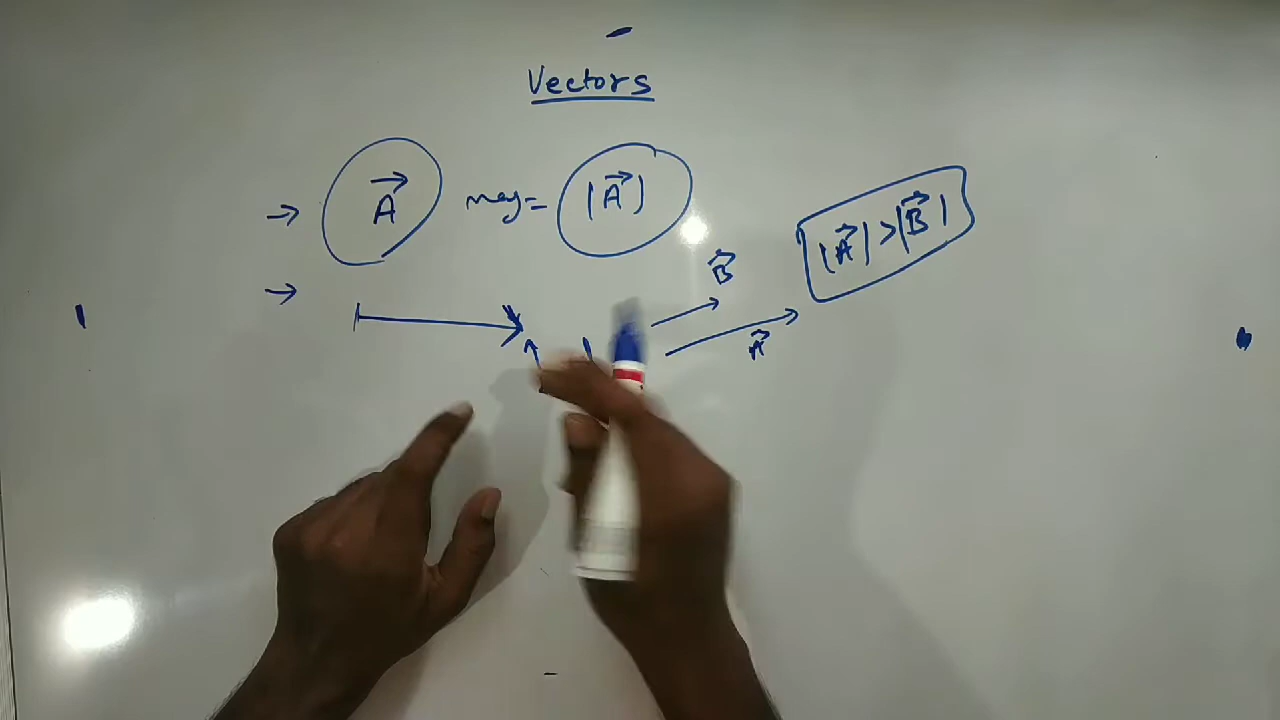 Vectors
→ A⃗ mag= |A⃗|
|A⃗| > |B⃗|
→
B⃗
A⃗